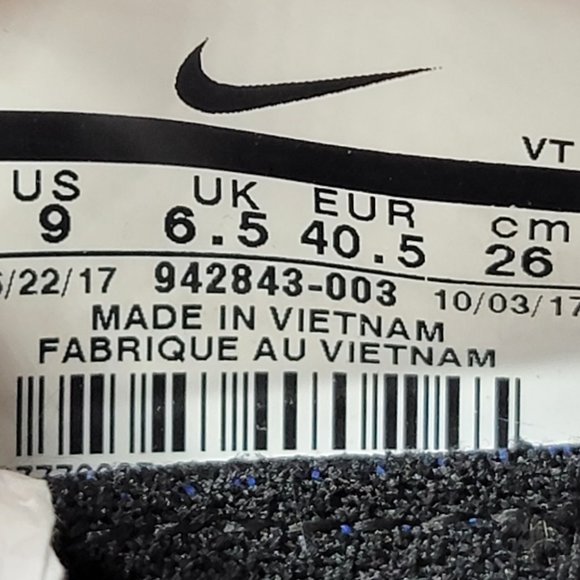 VT
US UK EUR cm
9 6.5 40.5 26
/22/17 942843-003 10/03/17
MADE IN VIETNAM
FABRIQUE AU VIETNAM